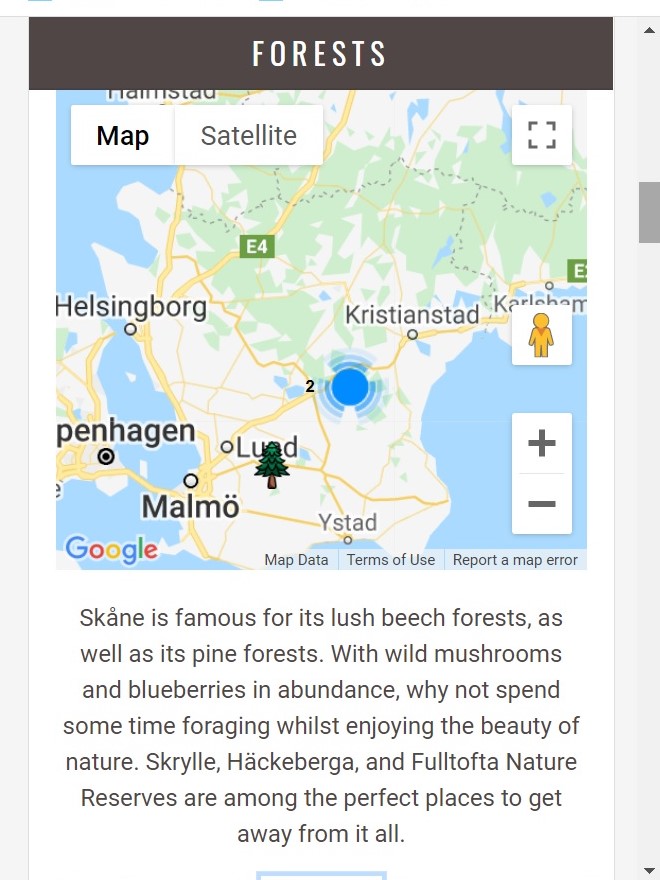 FORESTS
Halmstad
Map
Satellite
E4
Helsingborg
Kristianstad
2
penhagen
Malmö
Ystad
Google
Map Data
Terms of Use
Report a map error
Skåne is famous for its lush beech forests, as
well as its pine forests. With wild mushrooms
and blueberries in abundance, why not spend
some time foraging whilst enjoying the beauty of
nature. Skrylle, Häckeberga, and Fulltofta Nature
Reserves are among the perfect places to get
away from it all.